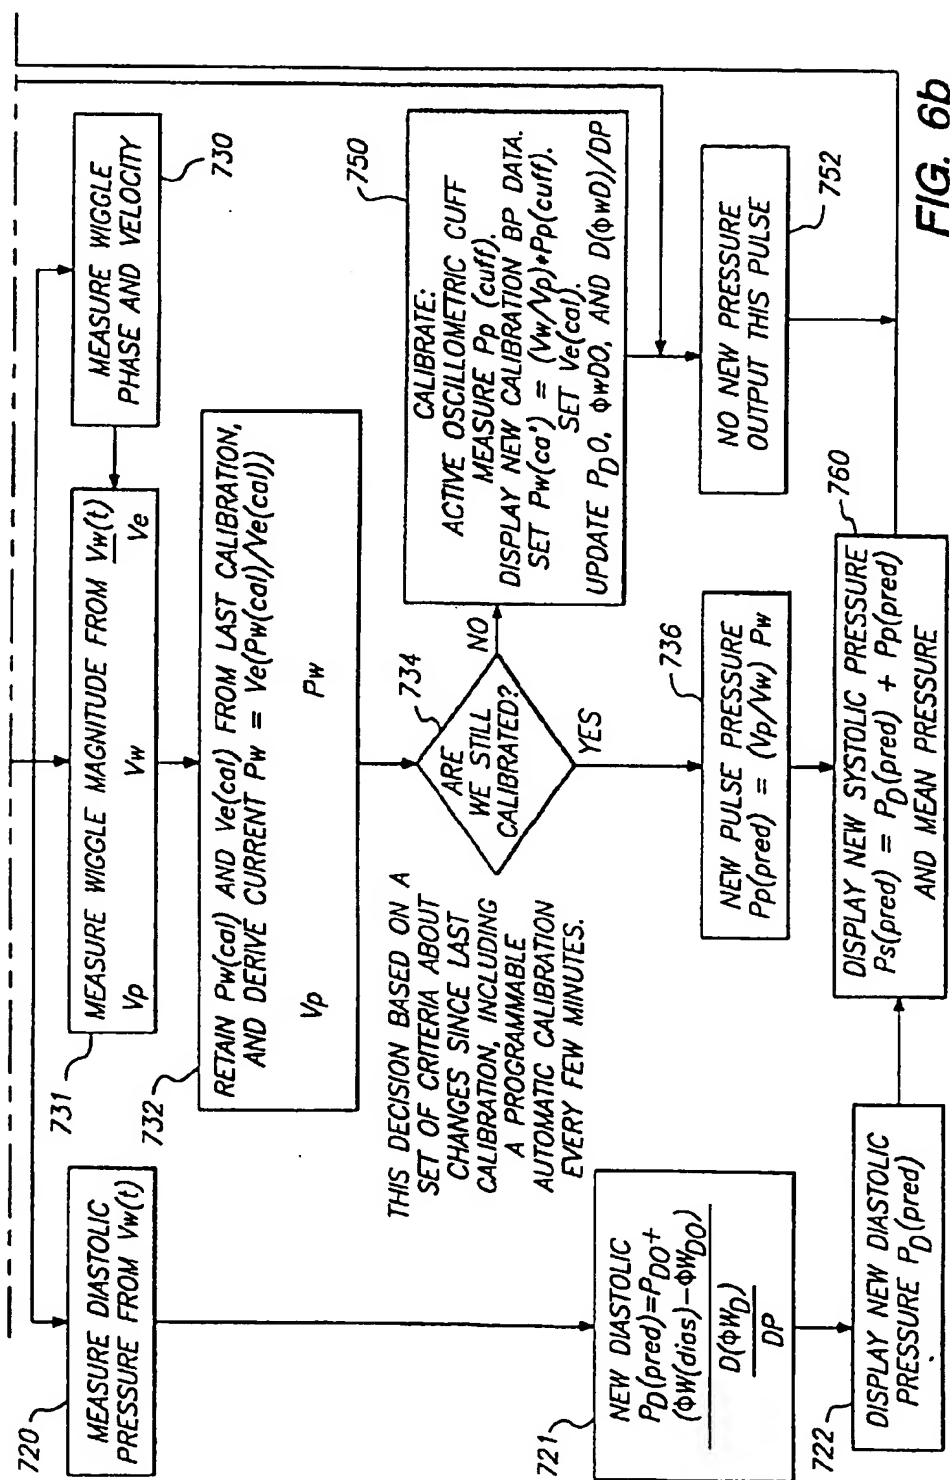 720
MEASURE DIASTOLIC
PRESSURE FROM Vw(t)
731
MEASURE WIGGLE MAGNITUDE FROM Vw(t)
Vp Vw Ve
MEASURE WIGGLE
PHASE AND VELOCITY
730
732
RETAIN Pw(cal) AND Ve(cal) FROM LAST CALIBRATION,
AND DERIVE CURRENT Pw = Ve(Pw(cal)/Ve(cal))
Vp Pw
THIS DECISION BASED ON A
SET OF CRITERIA ABOUT
CHANGES SINCE LAST
CALIBRATION, INCLUDING
A PROGRAMMABLE
AUTOMATIC CALIBRATION
EVERY FEW MINUTES.
734
ARE
WE STILL
CALIBRATED?
NO
YES
750
CALIBRATE:
ACTIVE OSCILLOMETRIC CUFF
MEASURE Pp (cuff).
DISPLAY NEW CALIBRATION BP DATA.
SET Pw(ca') = (Vw/Vp)*Pp(cuff).
SET Ve(cal).
UPDATE PDO, ΦwDO, AND D(ΦwD)/DP
721
NEW DIASTOLIC
PD(pred)=PDO+
(ΦW(dias)-ΦWDO)
D(ΦWD)
DP
736
NEW PULSE PRESSURE
Pp(pred) = (Vp/Vw) Pw
NO NEW PRESSURE
OUTPUT THIS PULSE
752
722
DISPLAY NEW DIASTOLIC
PRESSURE PD(pred)
760
DISPLAY NEW SYSTOLIC PRESSURE
Ps(pred) = PD(pred) + Pp(pred)
AND MEAN PRESSURE
FIG. 6b